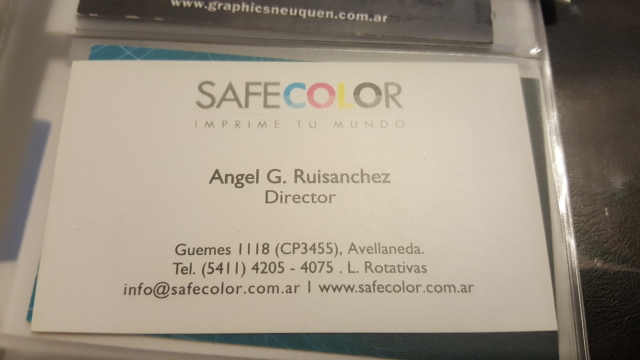 www.graphicsneuquen.com.ar
SAFECOLOR
IMPRIME TU MUNDO
Angel G. Ruisanchez
Director
Guemes 1118 (CP3455), Avellaneda.
Tel. (5411) 4205 - 4075 . L. Rotativas
info@safecolor.com.ar | www.safecolor.com.ar